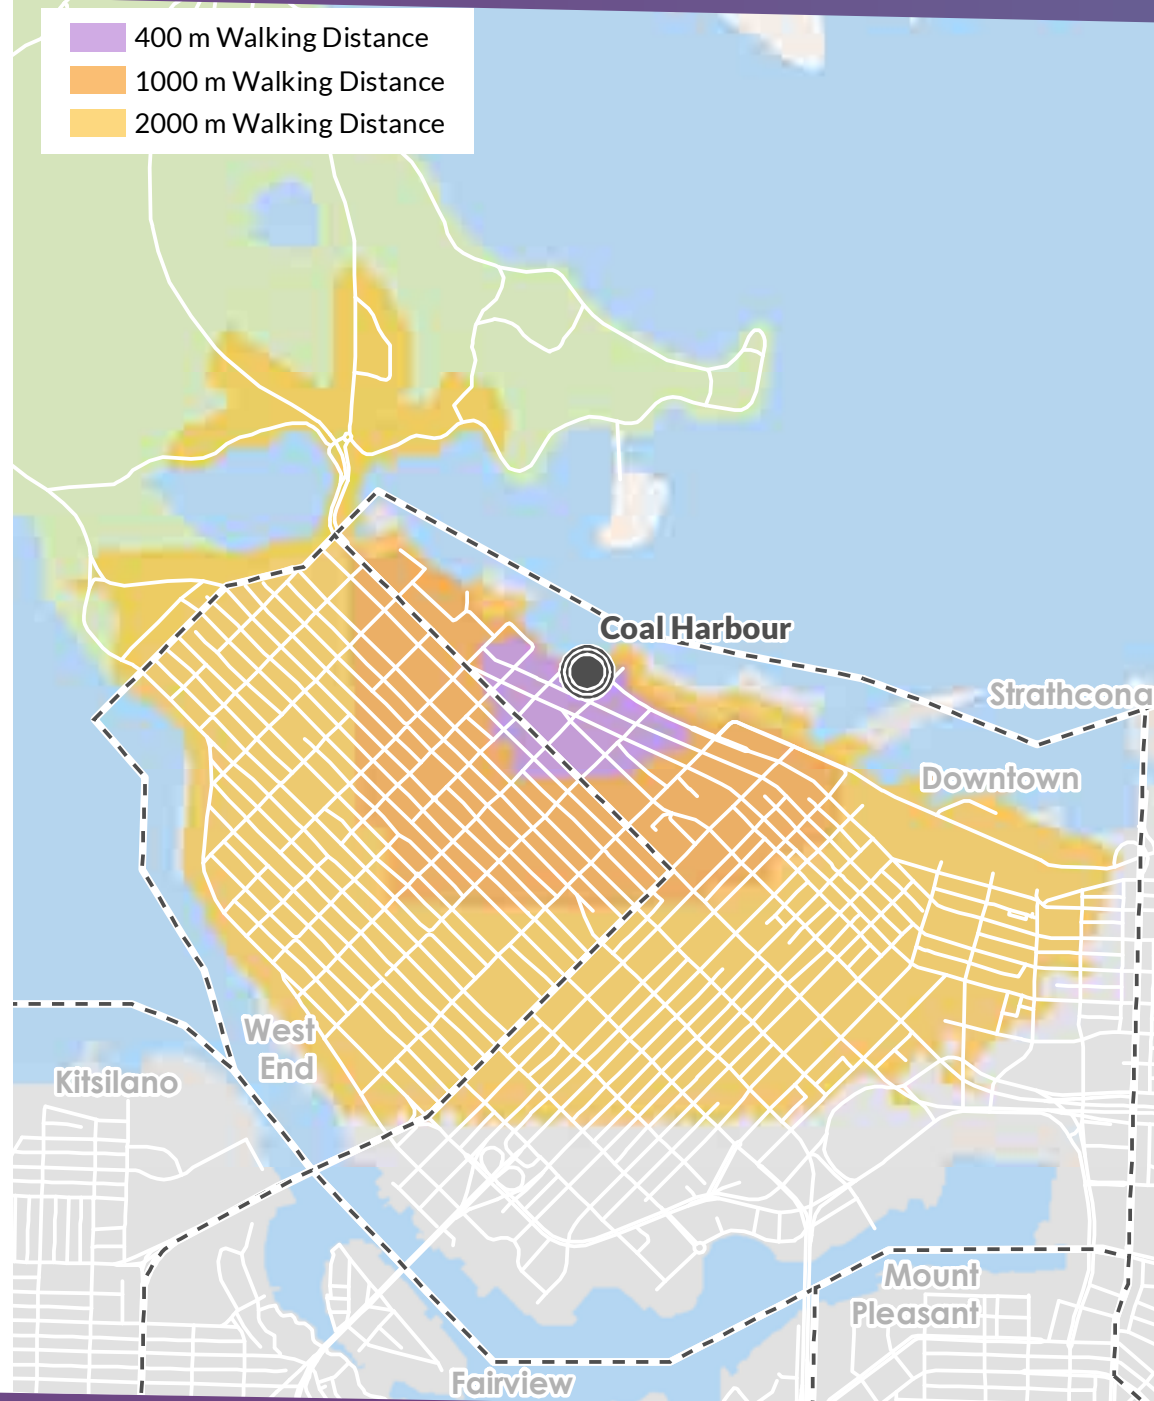 400 m Walking Distance
1000 m Walking Distance
2000 m Walking Distance
Coal Harbour
Strathcona
Downtown
West
End
Kitsilano
Mount
Pleasant
Fairview